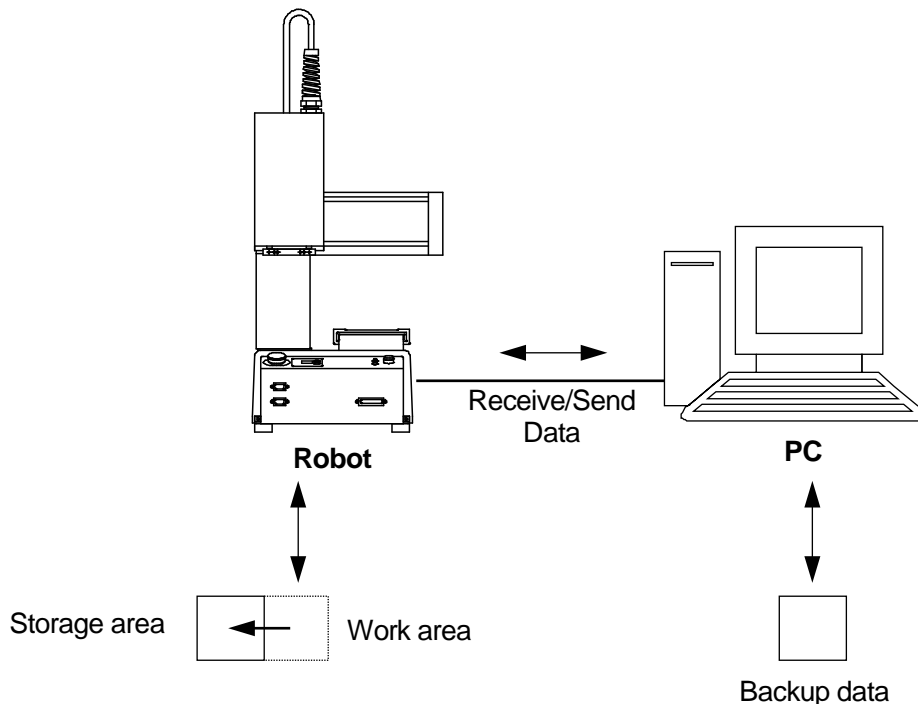 Receive/Send
Data
Robot
PC
Storage area
Work area
Backup data